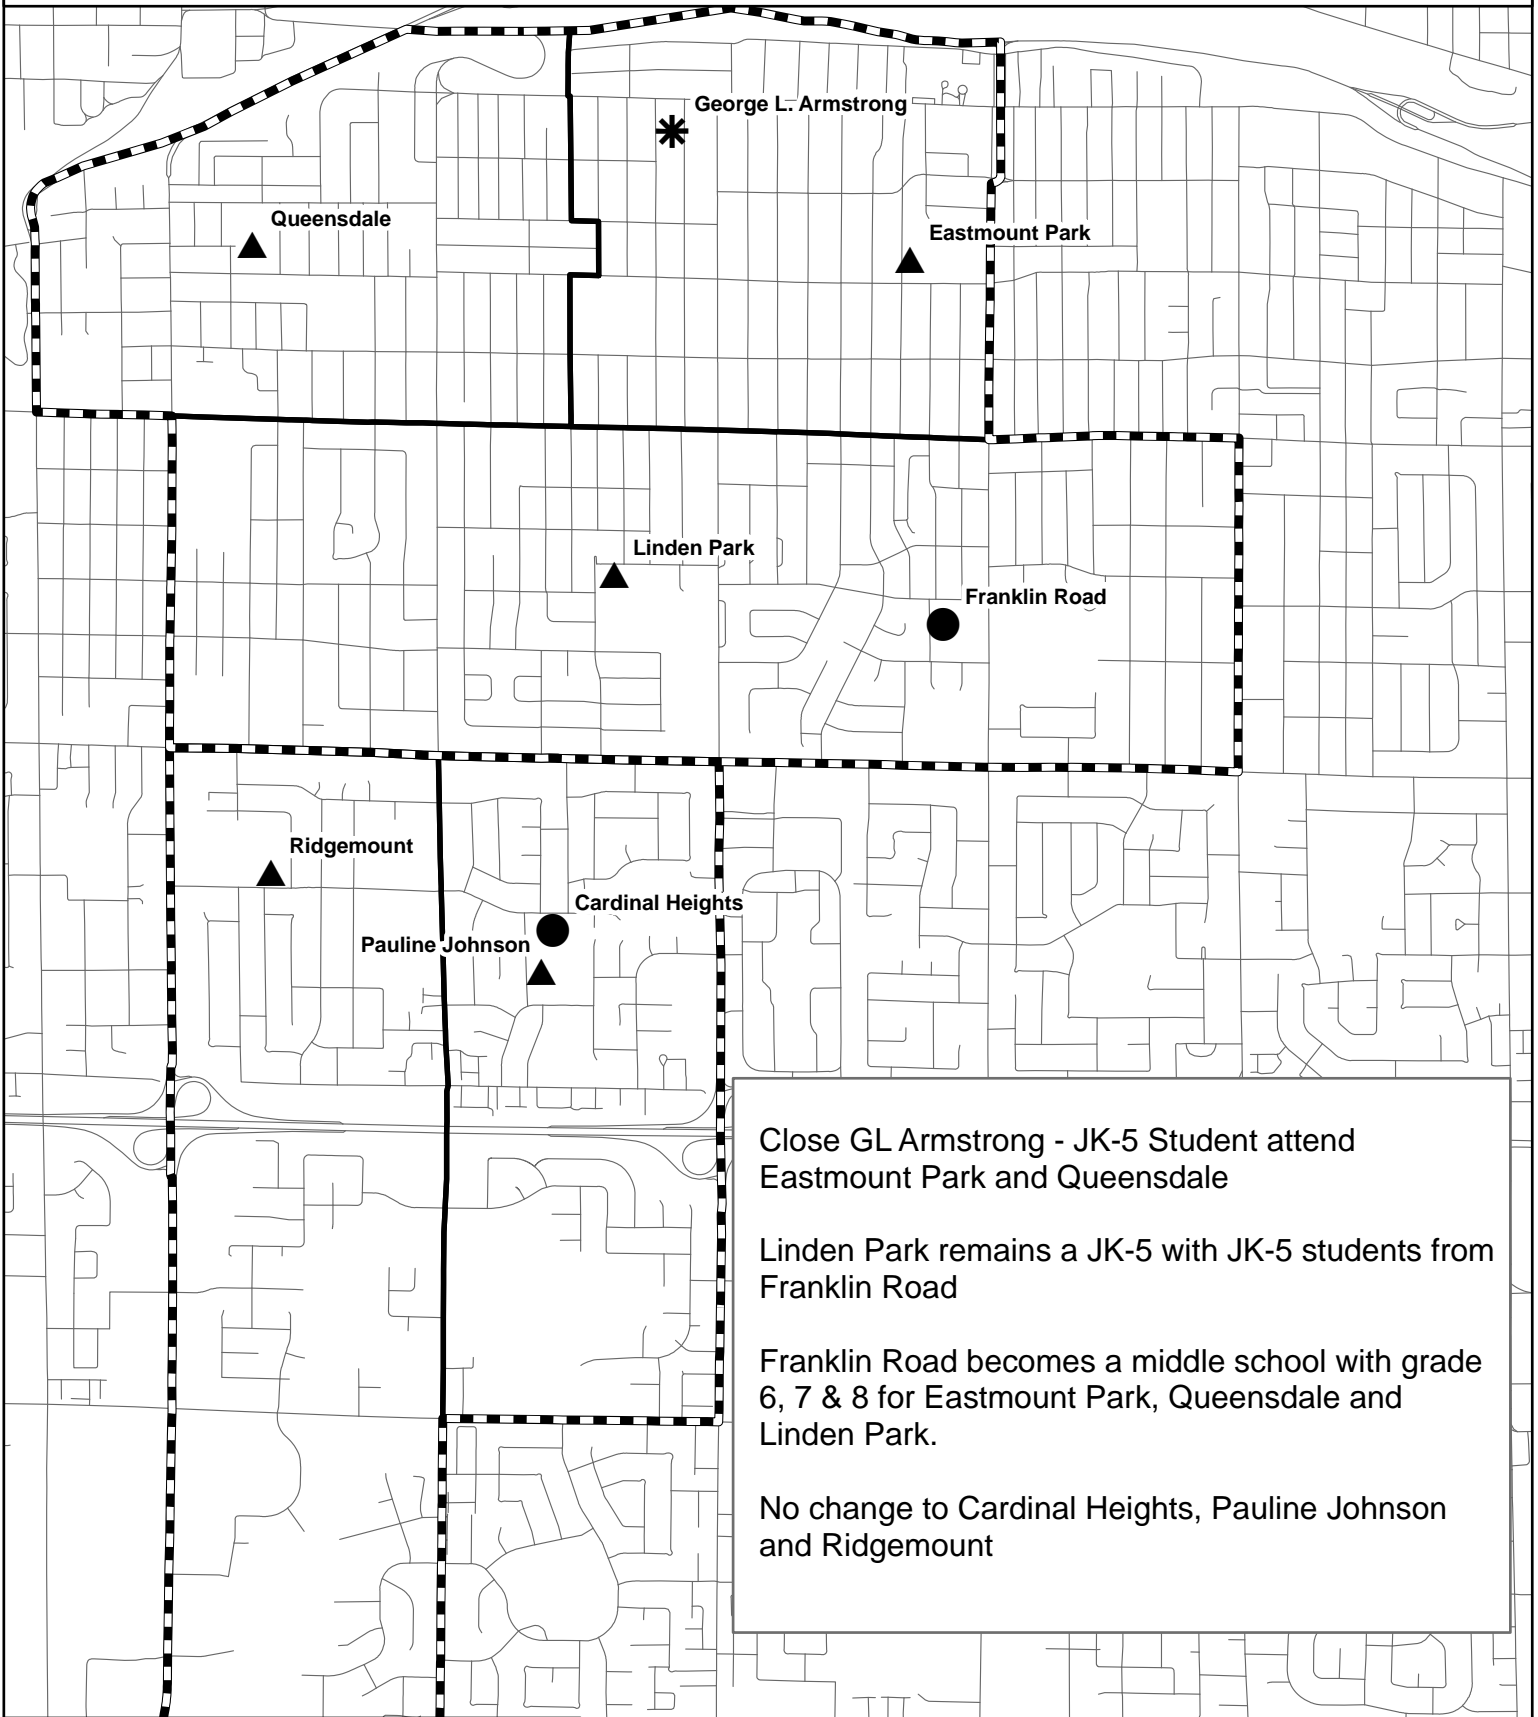 George L. Armstrong
Queensdale
Eastmount Park
Linden Park
Franklin Road
Ridgemount
Cardinal Heights
Pauline Johnson
Close GL Armstrong - JK-5 Student attend
Eastmount Park and Queensdale
Linden Park remains a JK-5 with JK-5 students from
Franklin Road
Franklin Road becomes a middle school with grade
6, 7 & 8 for Eastmount Park, Queensdale and
Linden Park.
No change to Cardinal Heights, Pauline Johnson
and Ridgemount